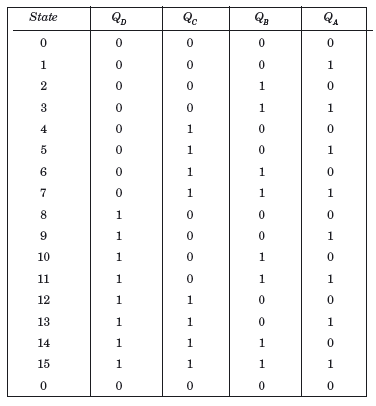 State Q_D Q_C Q_B Q_A
0 0 0 0 0
1 0 0 0 1
2 0 0 1 0
3 0 0 1 1
4 0 1 0 0
5 0 1 0 1
6 0 1 1 0
7 0 1 1 1
8 1 0 0 0
9 1 0 0 1
10 1 0 1 0
11 1 0 1 1
12 1 1 0 0
13 1 1 0 1
14 1 1 1 0
15 1 1 1 1
0 0 0 0 0